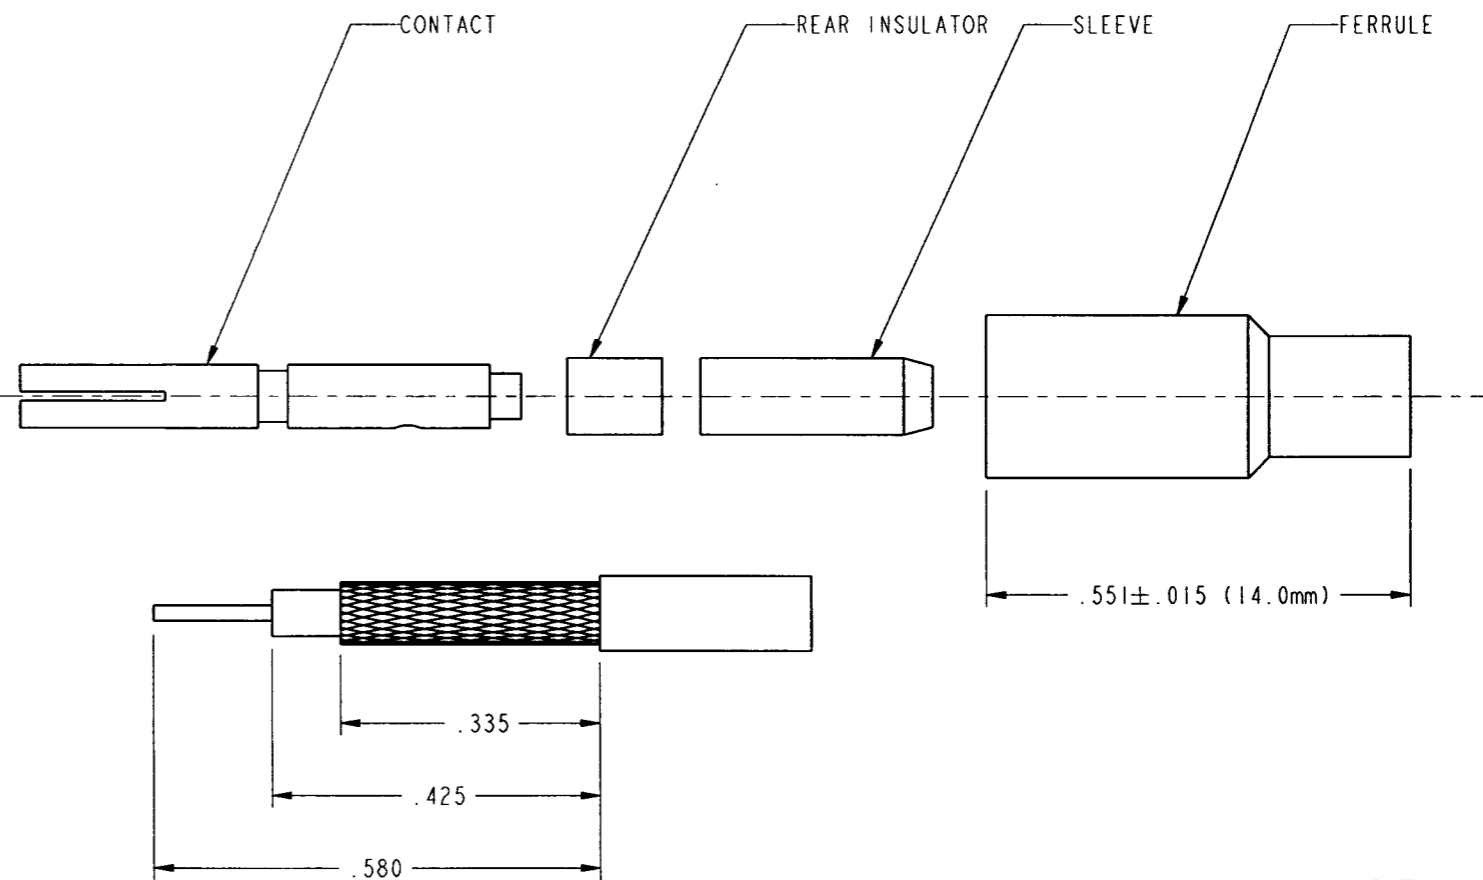 CONTACT
REAR INSULATOR
SLEEVE
FERRULE
.551±.015 (14.0mm)
.335
.425
.580